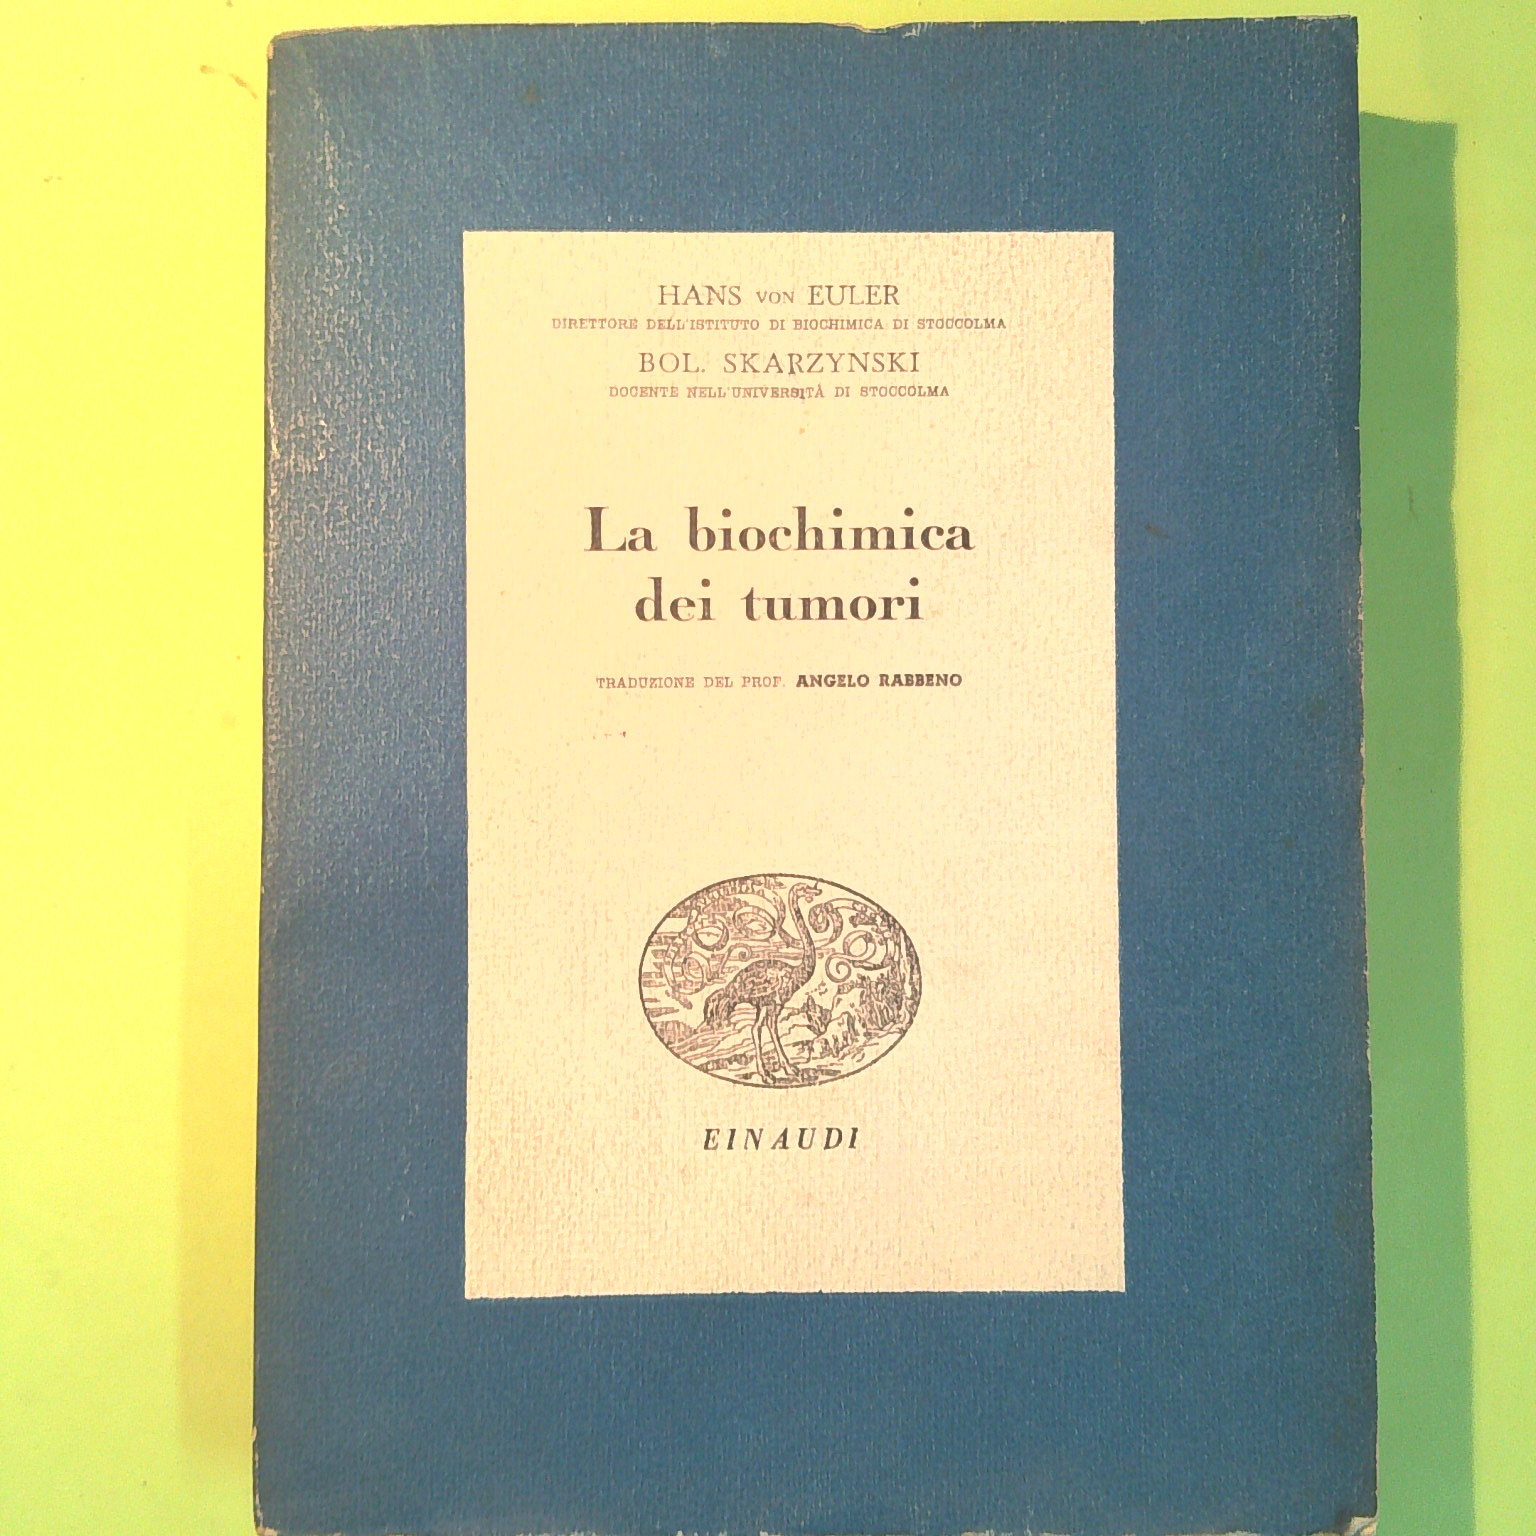 HANS VON EULER
DIRETTORE DELL'ISTITUTO DI BIOCHIMICA DI STOCCOLMA
BOL. SKARZYNSKI
DOCENTE NELL'UNIVERSITÀ DI STOCCOLMA
La biochimica
dei tumori
TRADUZIONE DEL PROF. ANGELO RABBENO
EINAUDI